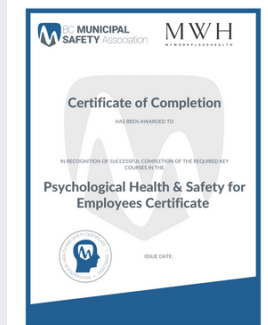 BC MUNICIPAL
SAFETY Association
MWH
MYWORKPLACEHEALTH
Certificate of Completion
HAS BEEN AWARDED TO
IN RECOGNITION OF SUCCESSFUL COMPLETION OF THE REQUIRED KEY
COURSES IN THE
Psychological Health & Safety for
Employees Certificate
ISSUE DATE: